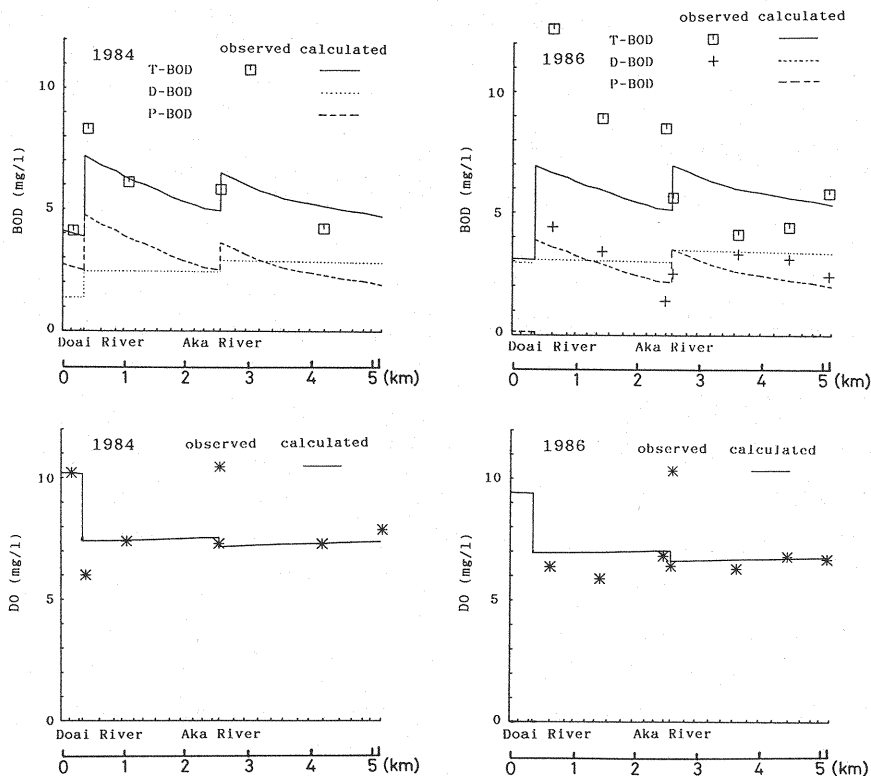 1984
observed calculated
T-BOD
D-BOD
P-BOD
BOD (mg/l)
10
5
0
Doai River
Aka River
0 1 2 3 4 5 (km)
1986
observed calculated
T-BOD
D-BOD
P-BOD
BOD (mg/l)
10
5
0
Doai River
Aka River
0 1 2 3 4 5 (km)
1984
observed calculated
DO (mg/l)
10
5
0
Doai River
Aka River
0 1 2 3 4 5 (km)
1986
observed calculated
DO (mg/l)
10
5
0
Doai River
Aka River
0 1 2 3 4 5 (km)